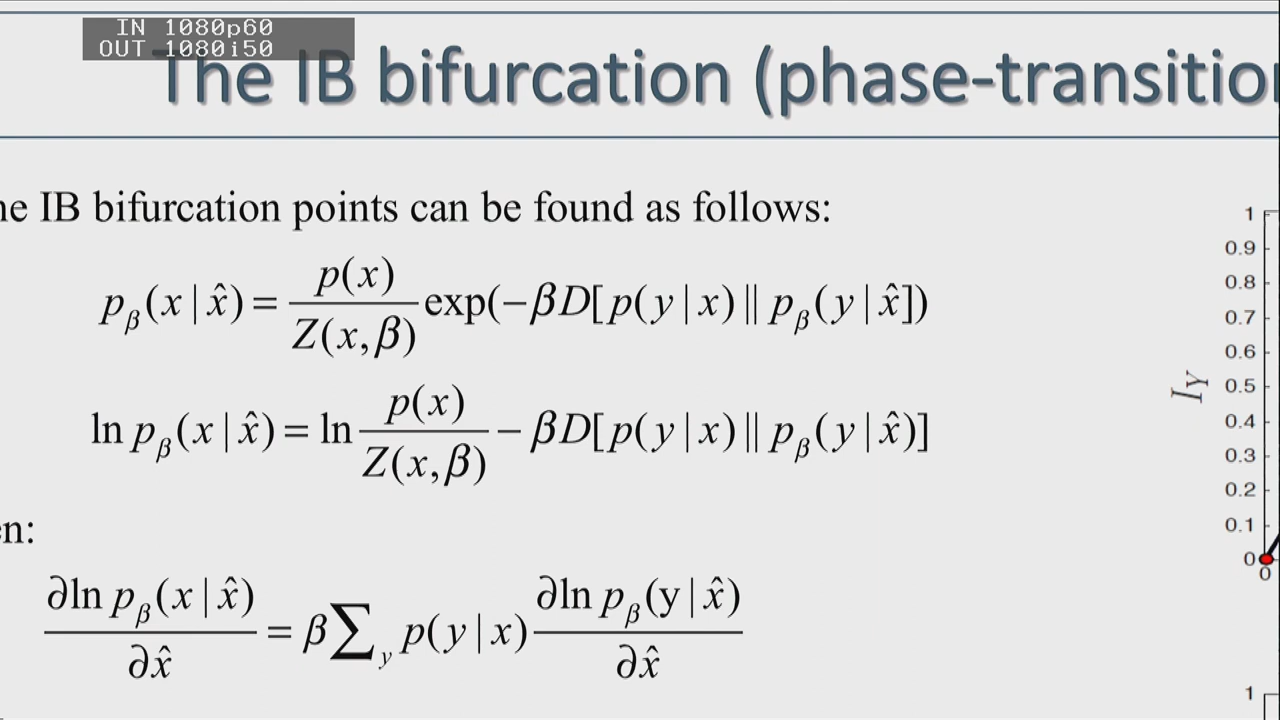 IN 1080p60
OUT 1080i50
The IB bifurcation (phase-transitio
he IB bifurcation points can be found as follows:
p_β(x | x̂) = p(x) / Z(x,β) exp(−βD[p(y | x) || p_β(y | x̂])
ln p_β(x | x̂) = ln p(x) / Z(x,β) − βD[p(y | x) || p_β(y | x̂)]
en:
∂ln p_β(x | x̂) / ∂x̂ = β∑_y p(y | x) ∂ln p_β(y | x̂) / ∂x̂
I_Y
1
0.9
0.8
0.7
0.6
0.5
0.4
0.3
0.2
0.1
0
0
1